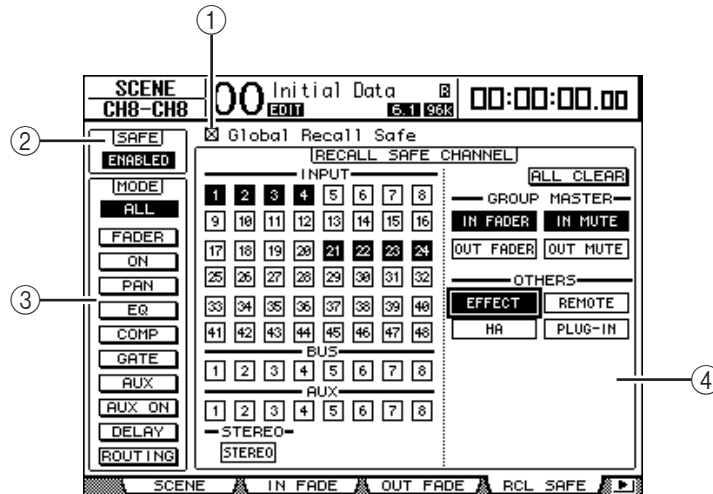 ①
SCENE
CH8-CH8
00 Initial Data R
EDIT 6.1 96k
00:00:00.00
②
SAFE
ENABLED
☒ Global Recall Safe
RECALL SAFE CHANNEL
③
MODE
ALL
FADER
ON
PAN
EQ
COMP
GATE
AUX
AUX ON
DELAY
ROUTING
INPUT
1 2 3 4 5 6 7 8
9 10 11 12 13 14 15 16
17 18 19 20 21 22 23 24
25 26 27 28 29 30 31 32
33 34 35 36 37 38 39 40
41 42 43 44 45 46 47 48
BUS
1 2 3 4 5 6 7 8
AUX
1 2 3 4 5 6 7 8
STEREO
STEREO
ALL CLEAR
GROUP MASTER
IN FADER IN MUTE
OUT FADER OUT MUTE
OTHERS
EFFECT REMOTE
HA PLUG-IN
④
SCENE IN FADE OUT FADE RCL SAFE